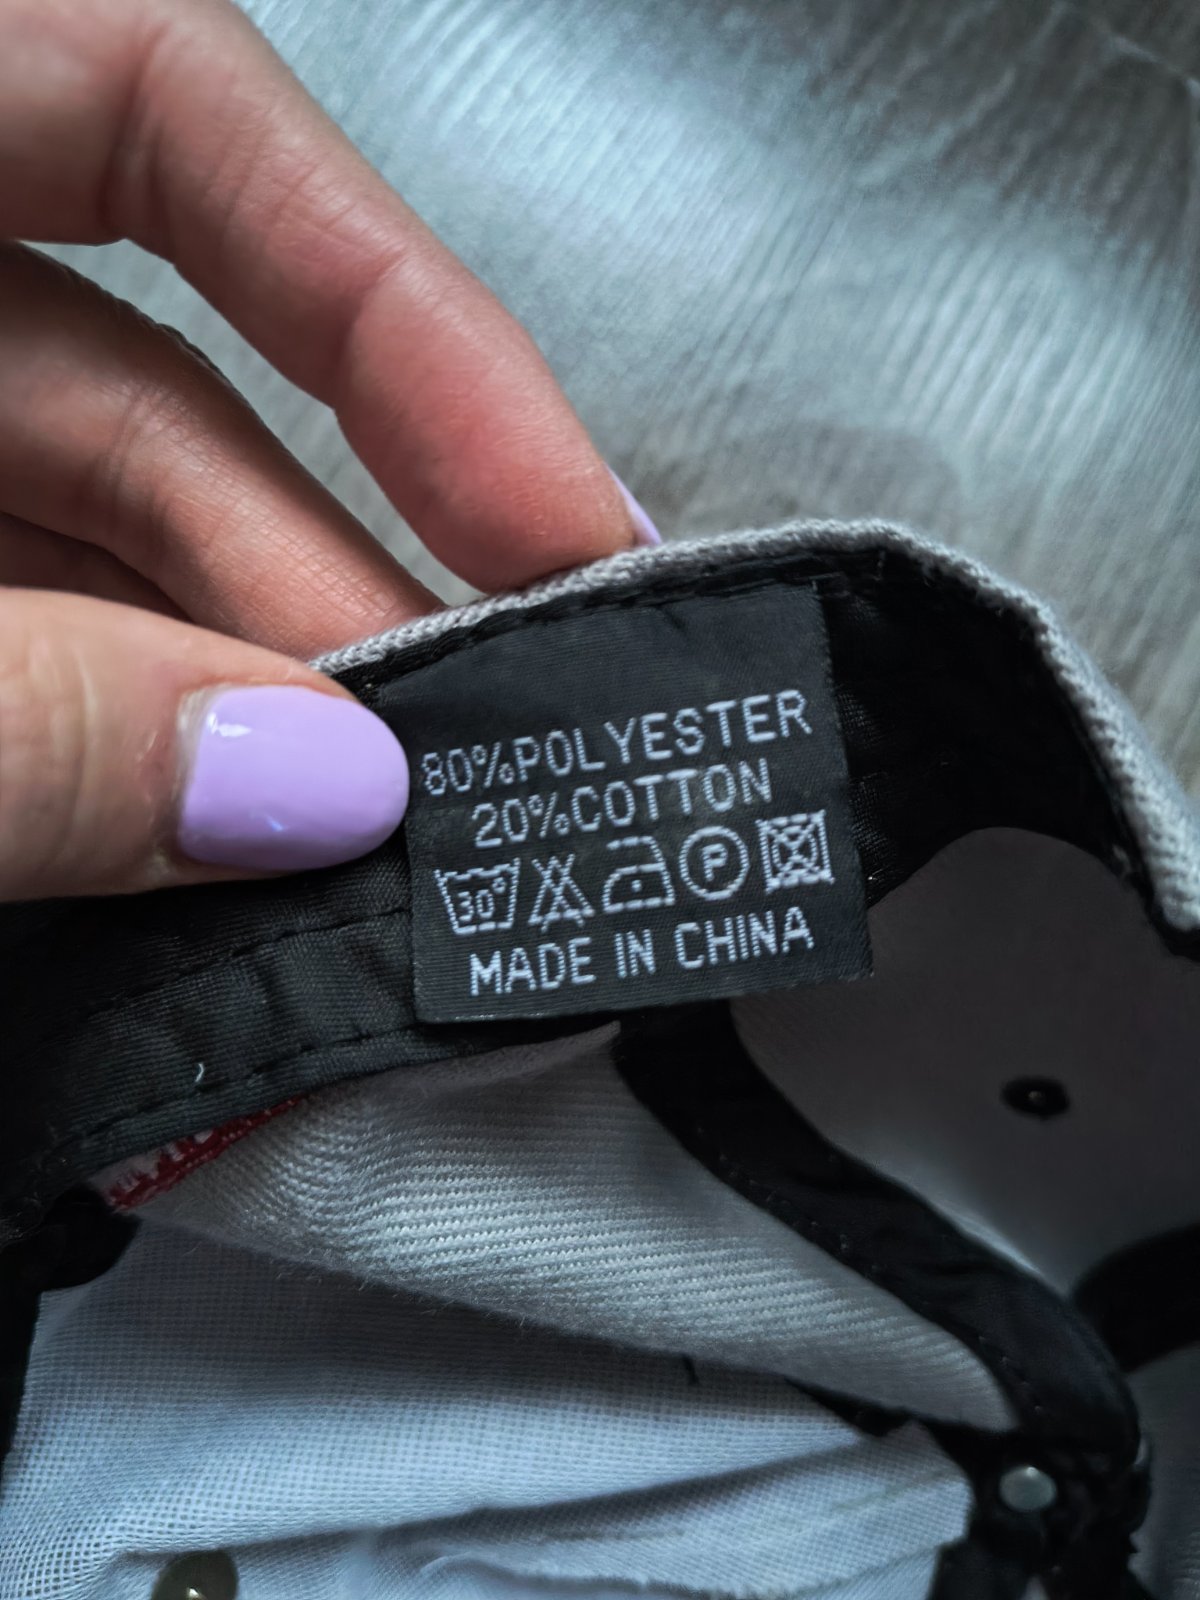 80%POLYESTER
20%COTTON
30° P
MADE IN CHINA